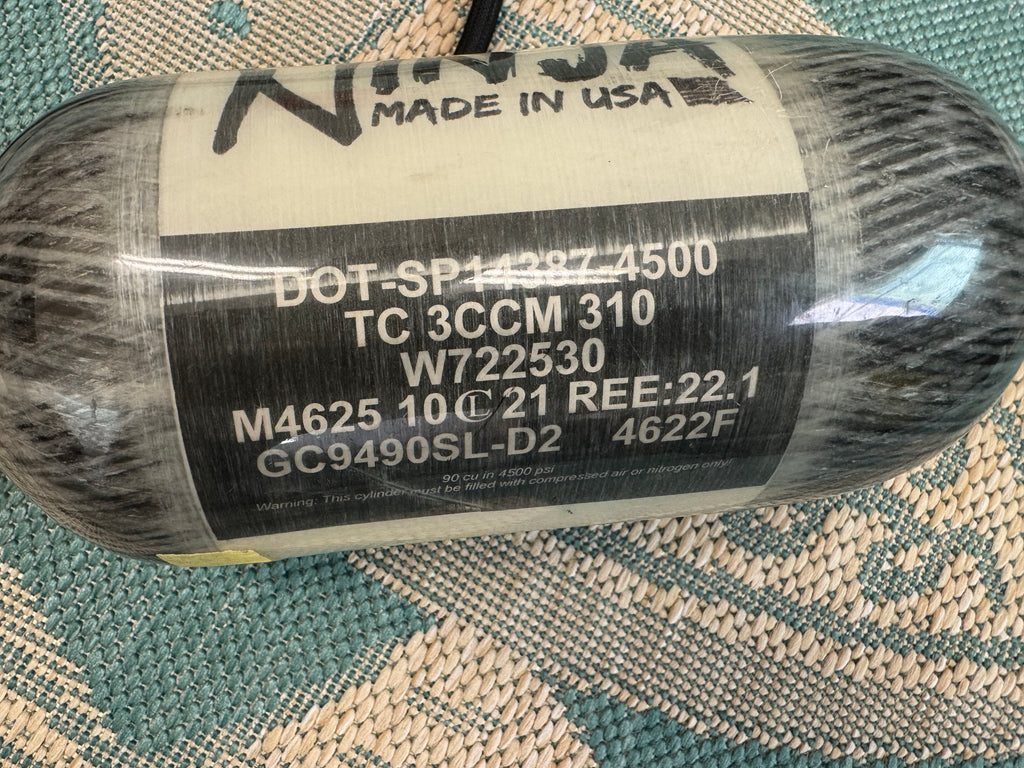 NINJA
MADE IN USA
DOT-SP14387-4500
TC 3CCM 310
W722530
M4625 10 21 REE:22.1
GC9490SL-D2 4622F
90 cu in 4500 psi
Warning: This cylinder must be filled with compressed air or nitrogen only!